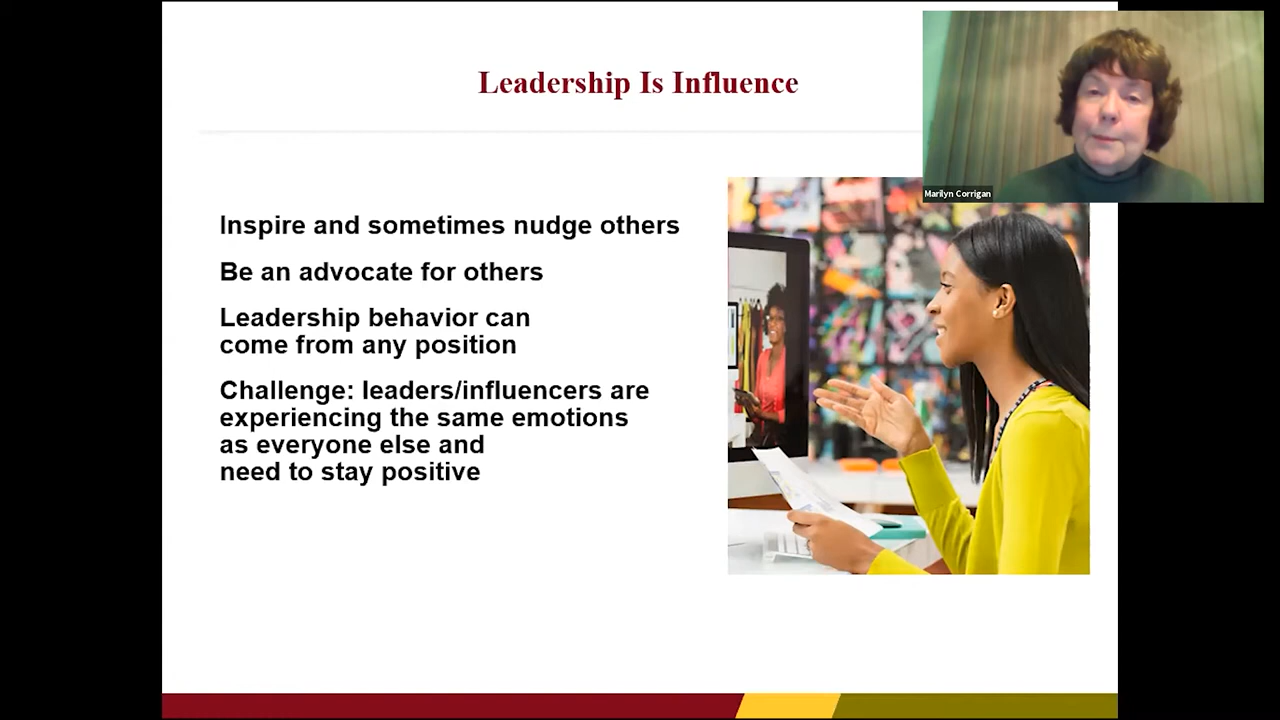 Leadership Is Influence
Marilyn Corrigan
Inspire and sometimes nudge others
Be an advocate for others
Leadership behavior can
come from any position
Challenge: leaders/influencers are
experiencing the same emotions
as everyone else and
need to stay positive